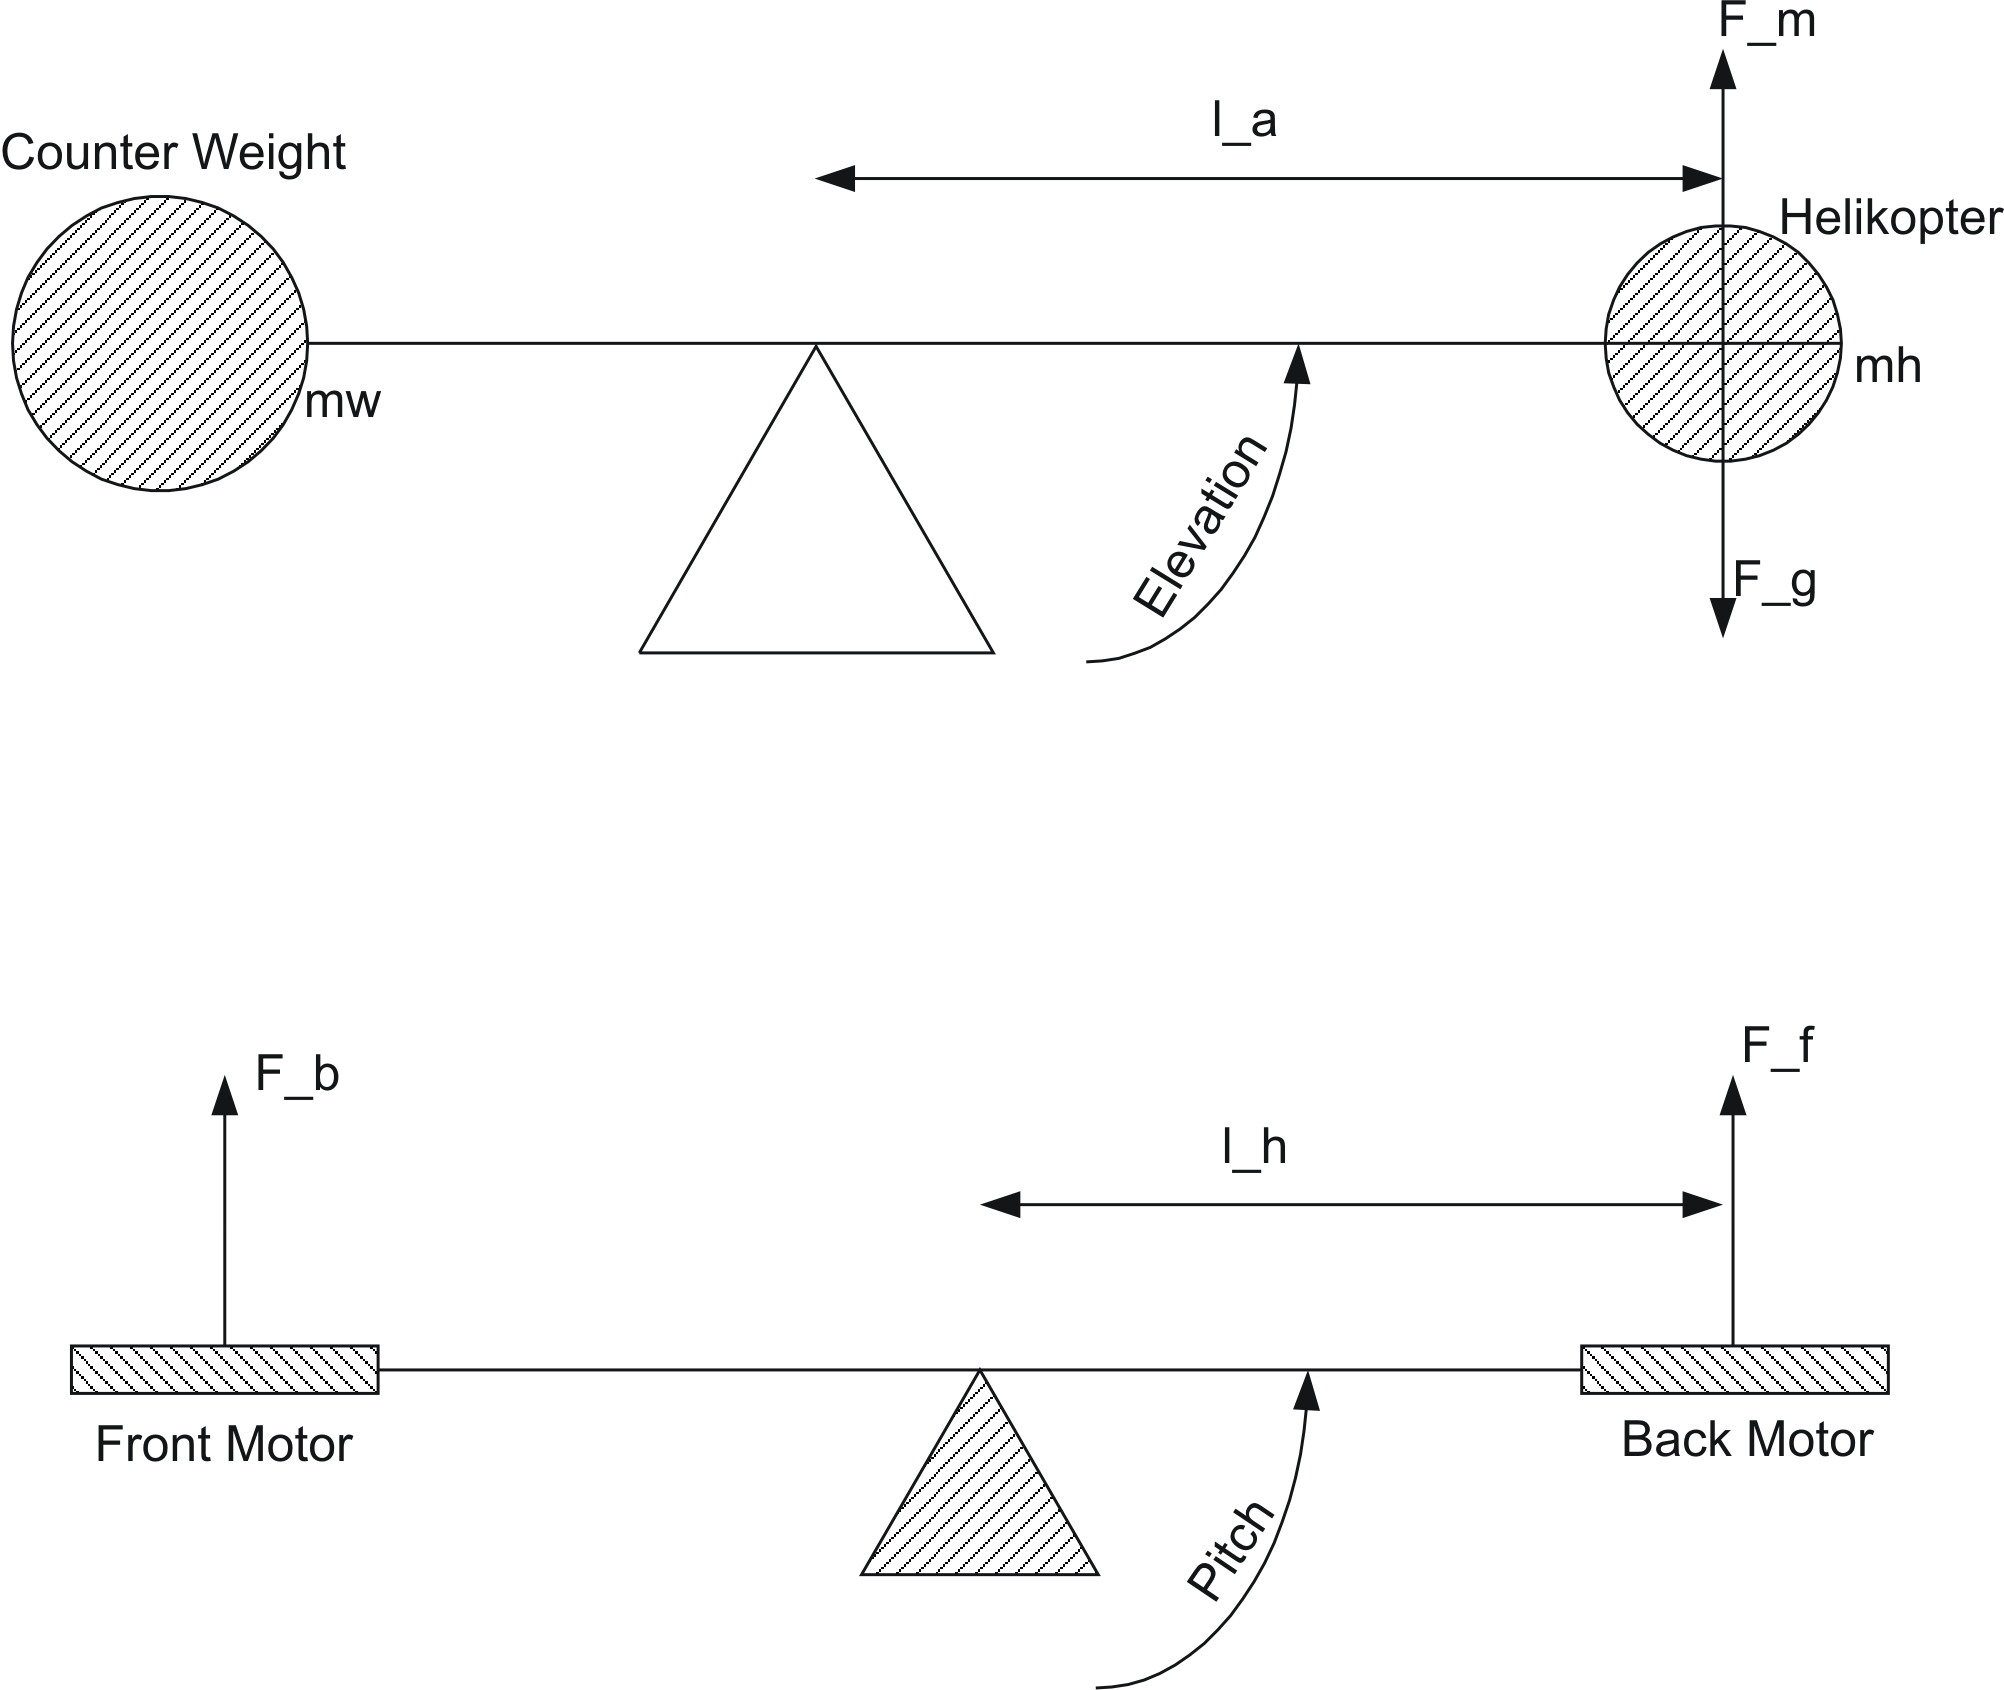 F_m
l_a
Counter Weight
Helikopter
mh
mw
Elevation
F_g
F_f
F_b
l_h
Front Motor
Back Motor
Pitch